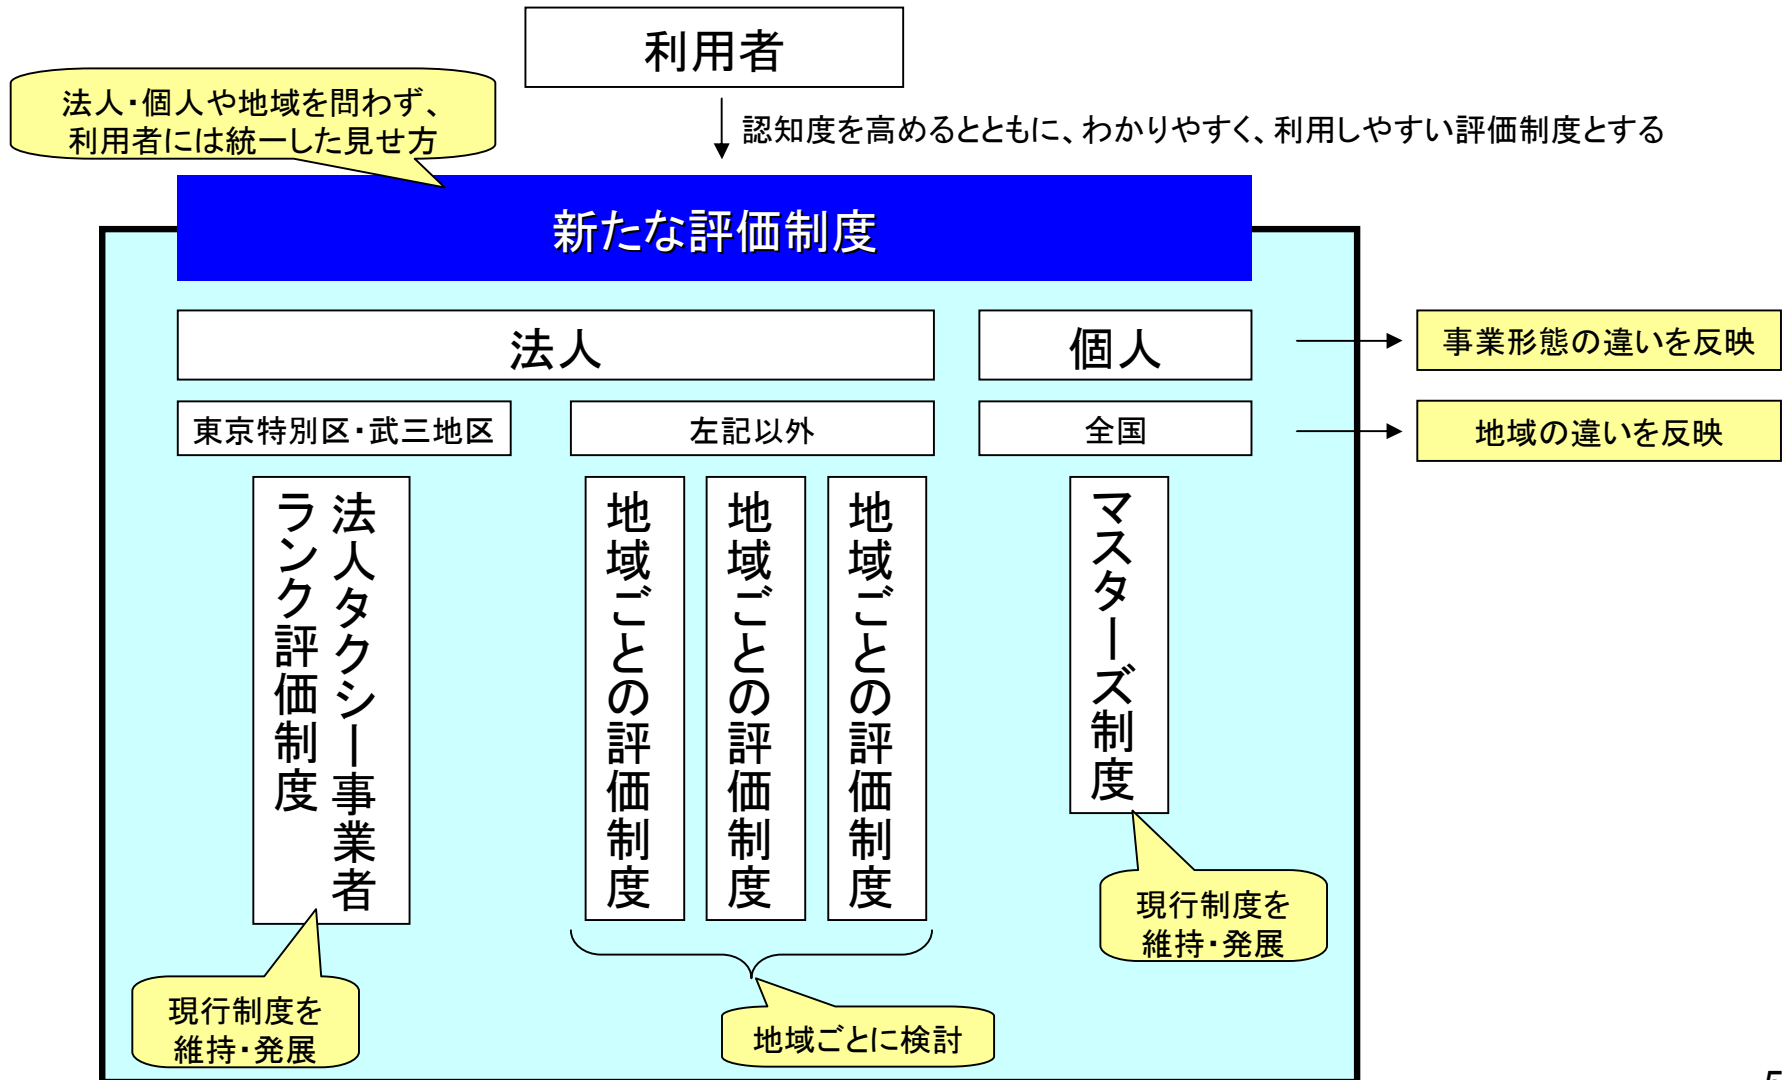 利用者
法人・個人や地域を問わず、
利用者には統一した見せ方
認知度を高めるとともに、わかりやすく、利用しやすい評価制度とする
新たな評価制度
法人
個人
事業形態の違いを反映
東京特別区・武三地区
左記以外
全国
地域の違いを反映
法人タクシー事業者
ランク評価制度
地域ごとの評価制度
地域ごとの評価制度
地域ごとの評価制度
マスターズ制度
現行制度を
維持・発展
地域ごとに検討
現行制度を
維持・発展
5